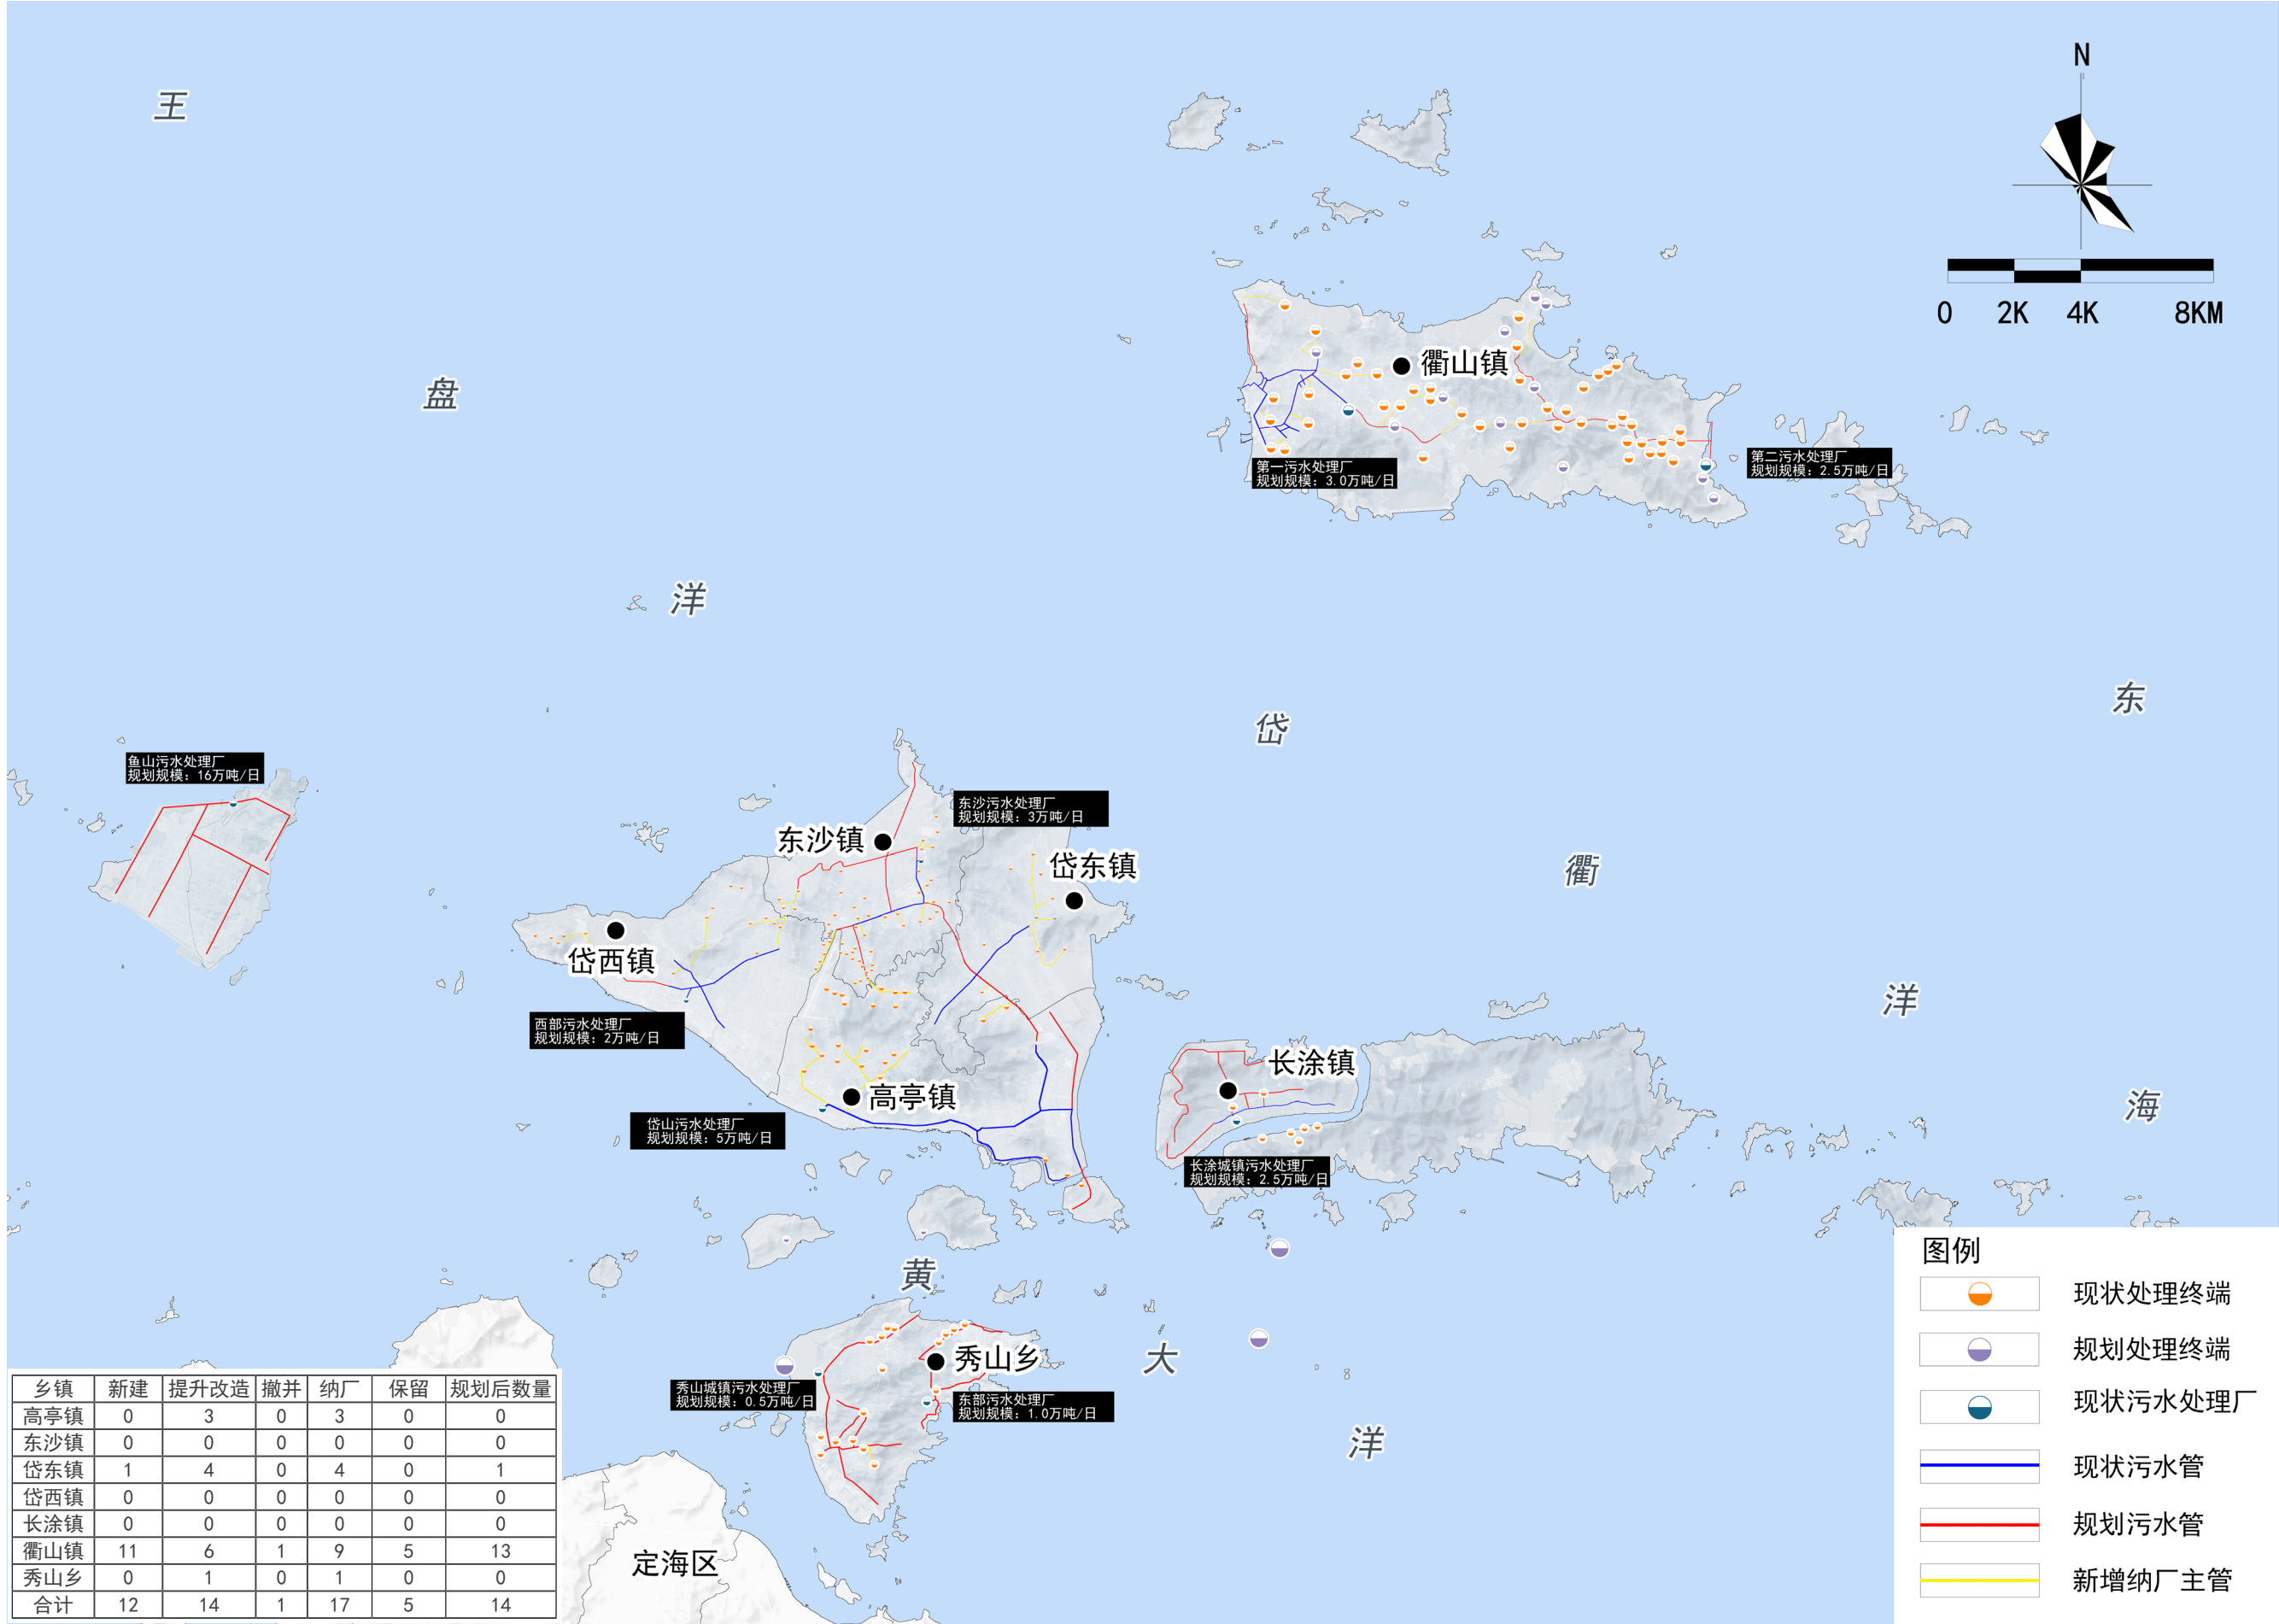 王
盘
洋
岱
衢
洋
东
海
黄
大
洋
N
0 2K 4K 8KM
衢山镇
第一污水处理厂
规划规模：3.0万吨/日
第二污水处理厂
规划规模：2.5万吨/日
鱼山污水处理厂
规划规模：16万吨/日
东沙污水处理厂
规划规模：3万吨/日
东沙镇
岱东镇
岱西镇
西部污水处理厂
规划规模：2万吨/日
长涂镇
高亭镇
岱山污水处理厂
规划规模：5万吨/日
长涂城镇污水处理厂
规划规模：2.5万吨/日
秀山乡
秀山城镇污水处理厂
规划规模：0.5万吨/日
东部污水处理厂
规划规模：1.0万吨/日
定海区
乡镇 新建 提升改造 撤并 纳厂 保留 规划后数量
高亭镇 0 3 0 3 0 0
东沙镇 0 0 0 0 0 0
岱东镇 1 4 0 4 0 1
岱西镇 0 0 0 0 0 0
长涂镇 0 0 0 0 0 0
衢山镇 11 6 1 9 5 13
秀山乡 0 1 0 1 0 0
合计 12 14 1 17 5 14
图例
现状处理终端
规划处理终端
现状污水处理厂
现状污水管
规划污水管
新增纳厂主管